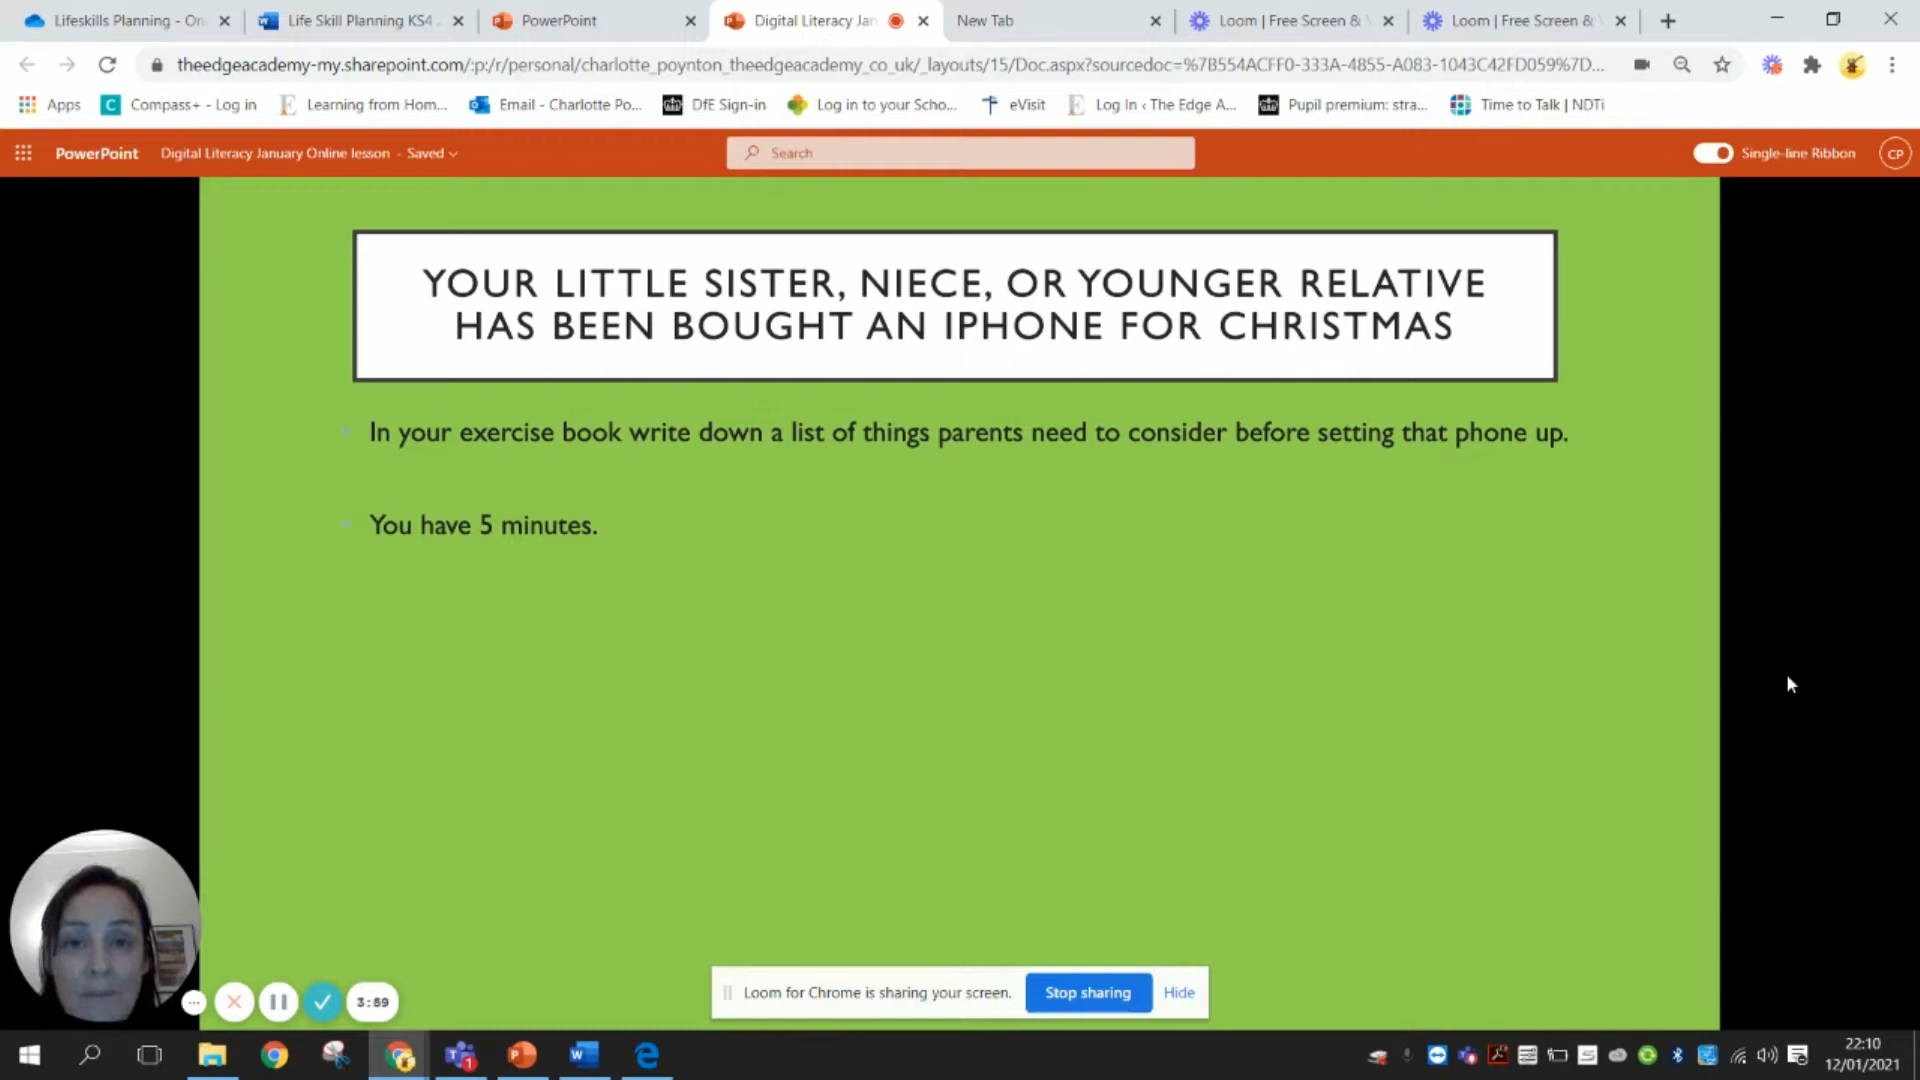 Lifeskills Planning - On
Life Skill Planning KS4
PowerPoint
Digital Literacy Jan
New Tab
Loom | Free Screen &
Loom | Free Screen &
theedgeacademy-my.sharepoint.com/:p:/r/personal/charlotte_poynton_theedgeacademy_co_uk/_layouts/15/Doc.aspx?sourcedoc=%7B554ACFF0-333A-4855-A083-1043C42FD059%7D...
Apps
Compass+ - Log in
Learning from Hom...
Email - Charlotte Po...
DfE Sign-in
Log in to your Scho...
eVisit
Log In ‹ The Edge A...
Pupil premium: stra...
Time to Talk | NDTi
PowerPoint
Digital Literacy January Online lesson - Saved
Search
Single-line Ribbon
CP
YOUR LITTLE SISTER, NIECE, OR YOUNGER RELATIVE
HAS BEEN BOUGHT AN IPHONE FOR CHRISTMAS
In your exercise book write down a list of things parents need to consider before setting that phone up.
You have 5 minutes.
3:59
Loom for Chrome is sharing your screen.
Stop sharing
Hide
22:10
12/01/2021